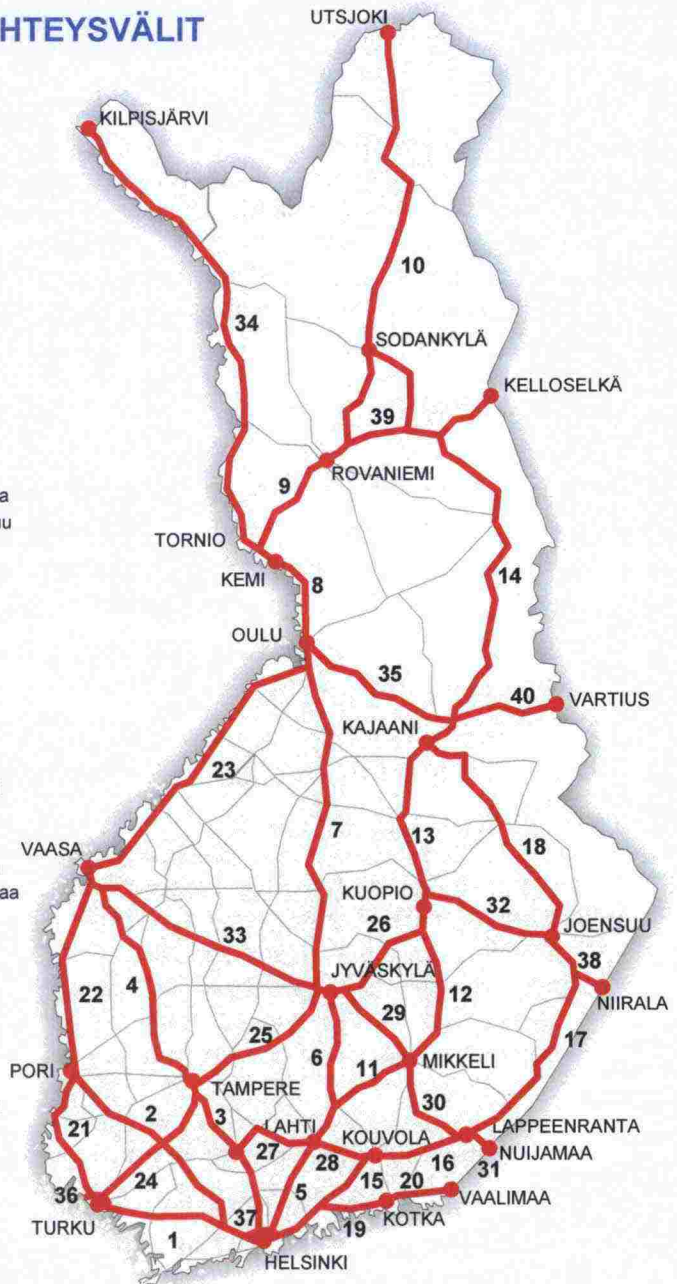 HTEYSVÄLIT
UTSJOKI
KILPISJÄRVI
10
34
SODANKYLÄ
KELLOSELKÄ
39
ROVANIEMI
9
a
uu
TORNIO
KEMI
8
14
OULU
35
40
VARTIUS
KAJAANI
23
7
13
18
VAASA
aa
KUOPIO
32
26
JOENSUU
33
4
JYVÄSKYLÄ
38
22
29
12
NIIRALA
25
6
17
11
MIKKELI
PORI
TAMPERE
2
3
30
21
LAHTI
KOUVOLA
LAPPEENRANTA
27
28
NUIJAMAA
24
16
31
36
5
15
20
VAALIMAA
TURKU
37
19
KOTKA
1
HELSINKI